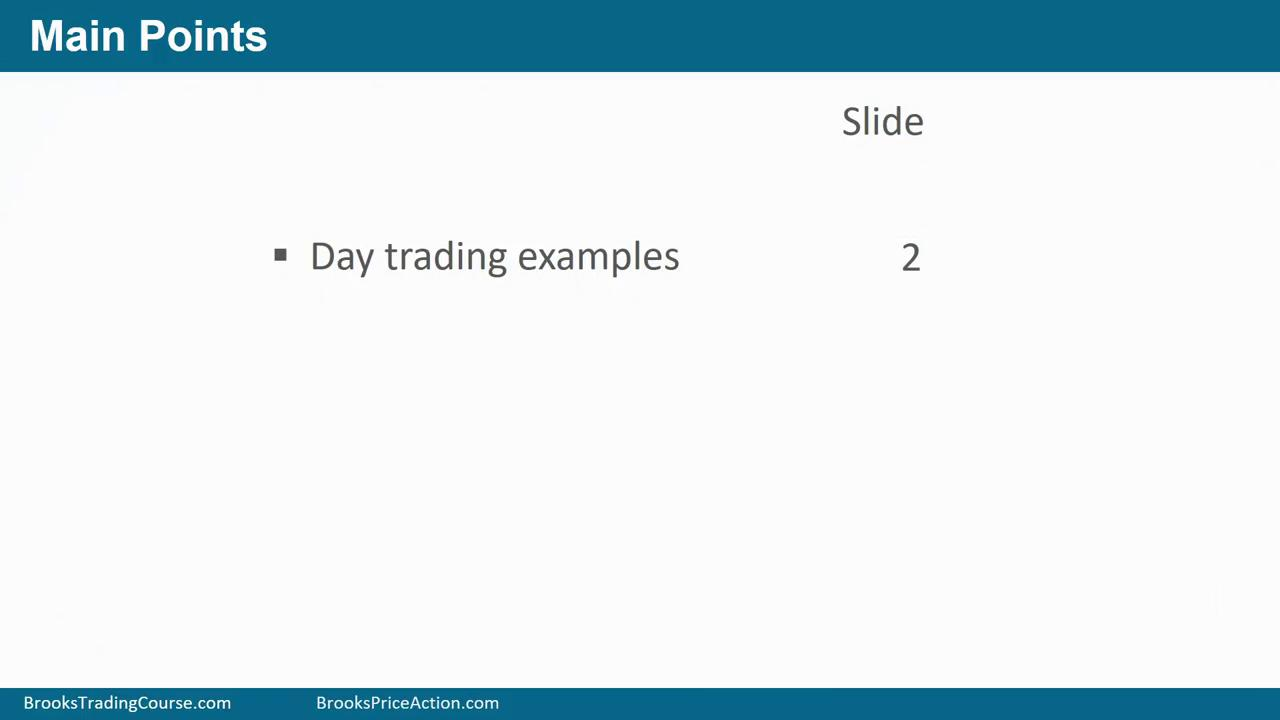 Main Points
Slide
▪ Day trading examples 2
BrooksTradingCourse.com BrooksPriceAction.com